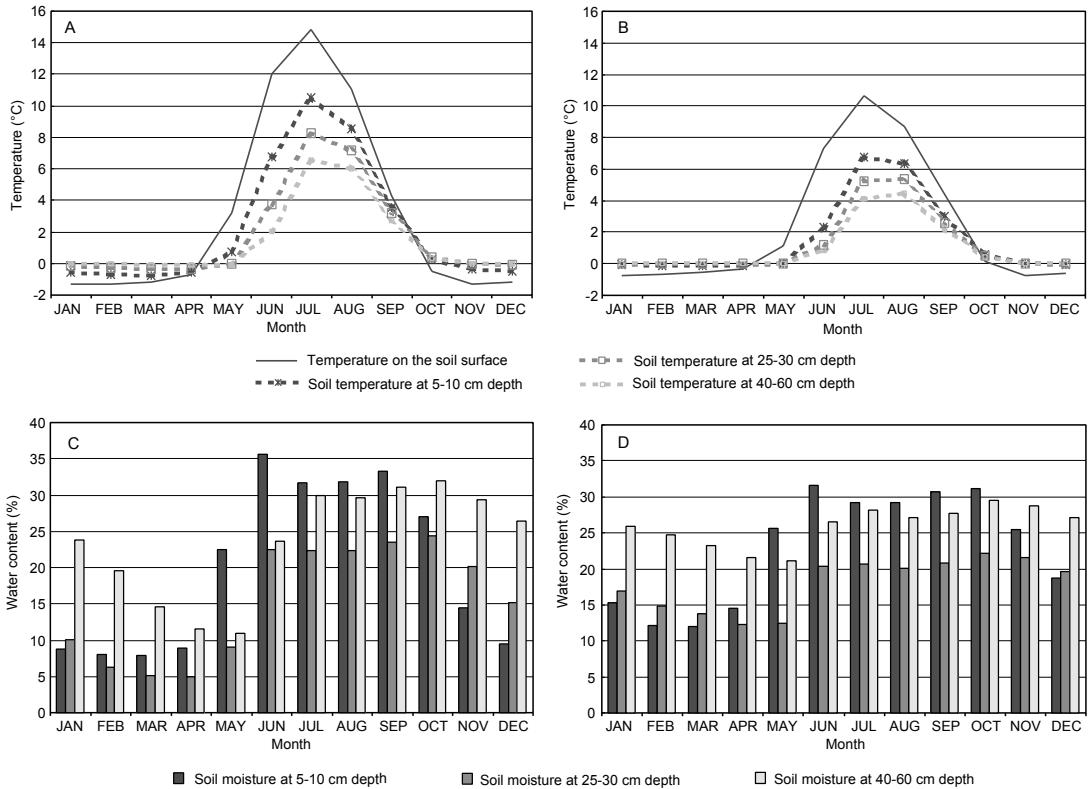 A
16
14
12
10
8
6
4
2
0
-2
Temperature (°C)
JAN FEB MAR APR MAY JUN JUL AUG SEP OCT NOV DEC
Month
B
16
14
12
10
8
6
4
2
0
-2
Temperature (°C)
JAN FEB MAR APR MAY JUN JUL AUG SEP OCT NOV DEC
Month
Temperature on the soil surface
Soil temperature at 25-30 cm depth
Soil temperature at 5-10 cm depth
Soil temperature at 40-60 cm depth
C
40
35
30
25
20
15
10
5
0
Water content (%)
JAN FEB MAR APR MAY JUN JUL AUG SEP OCT NOV DEC
Month
D
40
35
30
25
20
15
10
5
0
Water content (%)
JAN FEB MAR APR MAY JUN JUL AUG SEP OCT NOV DEC
Month
Soil moisture at 5-10 cm depth
Soil moisture at 25-30 cm depth
Soil moisture at 40-60 cm depth